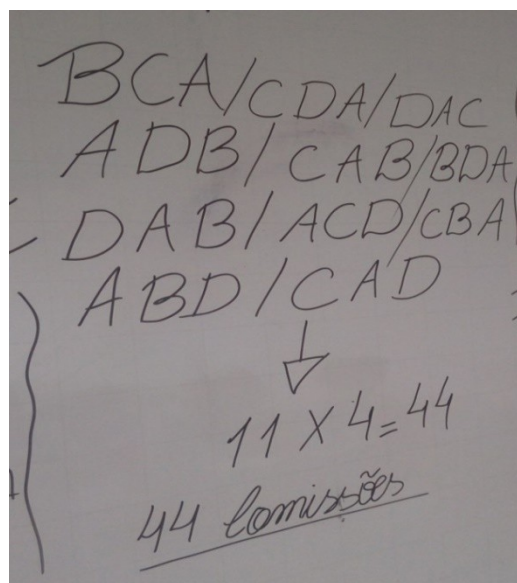 BCA/CDA/DAC
ADB/CAB/BDA
DAB/ACD/CBA
ABD/CAD
11 X 4=44
44 Comissões